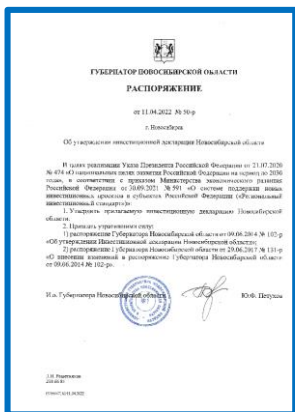 ГУБЕРНАТОР НОВОСИБИРСКОЙ ОБЛАСТИ
РАСПОРЯЖЕНИЕ
от 11.04.2022 № 50-р
г. Новосибирск
Об утверждении инвестиционной декларации Новосибирской области
В целях реализации Указа Президента Российской Федерации от 21.07.2020
№ 474 «О национальных целях развития Российской Федерации на период до 2030
года», в соответствии с приказом Министерства экономического развития
Российской Федерации от 30.09.2021 № 591 «О системе поддержки новых
инвестиционных проектов в субъектах Российской Федерации («Региональный
инвестиционный стандарт»):
1. Утвердить прилагаемую инвестиционную декларацию Новосибирской
области.
2. Признать утратившими силу:
1) распоряжение Губернатора Новосибирской области от 09.06.2014 № 102-р
«Об утверждении Инвестиционной декларации Новосибирской области»;
2) распоряжение Губернатора Новосибирской области от 29.06.2017 № 131-р
«О внесении изменений в распоряжение Губернатора Новосибирской области
от 09.06.2014 № 102-р».
И.о. Губернатора Новосибирской области
Ю.Ф. Петухов